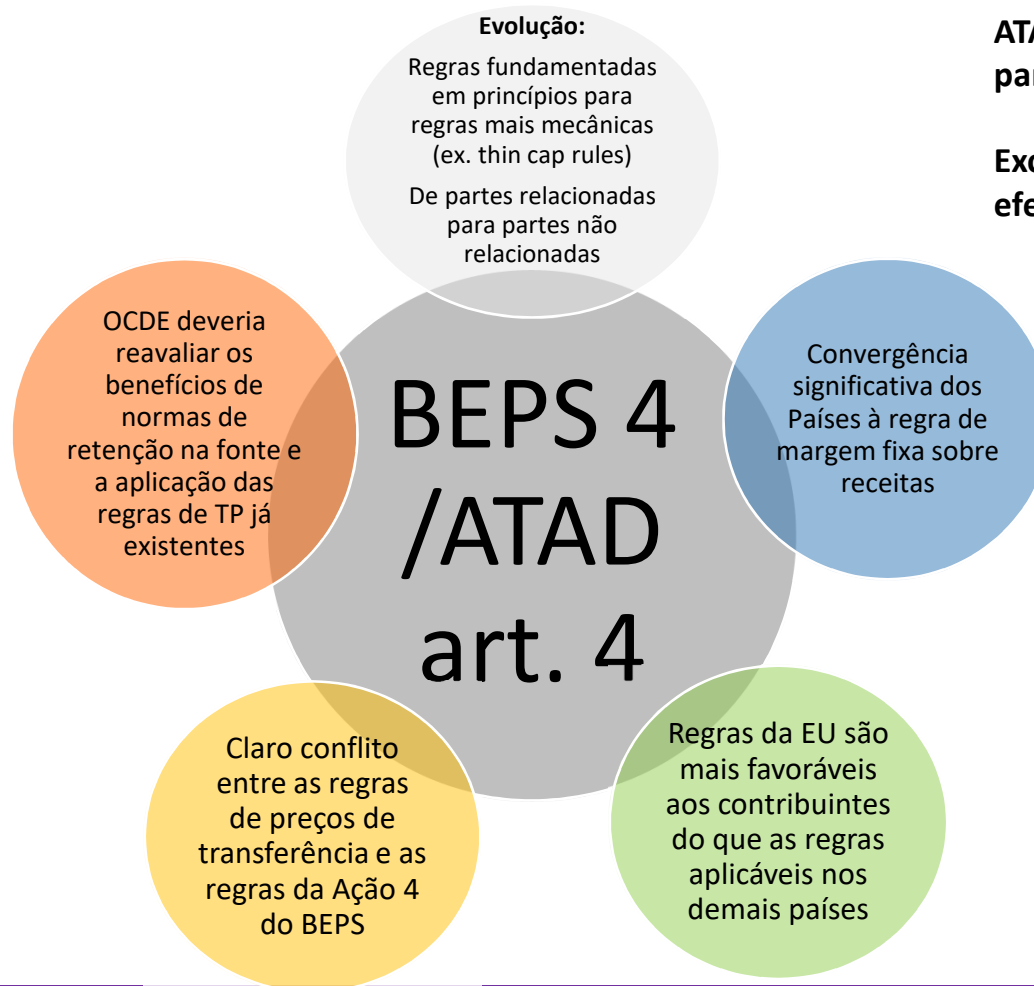 Evolução:
Regras fundamentadas
em princípios para
regras mais mecânicas
(ex. thin cap rules)
De partes relacionadas
para partes não
relacionadas
Convergência
significativa dos
Países à regra de
margem fixa sobre
receitas
Regras da EU são
mais favoráveis
aos contribuintes
do que as regras
aplicáveis nos
demais países
Claro conflito
entre as regras
de preços de
transferência e as
regras da Ação 4
do BEPS
OCDE deveria
reavaliar os
benefícios de
normas de
retenção na fonte e
a aplicação das
regras de TP já
existentes
BEPS 4
/ATAD
art. 4